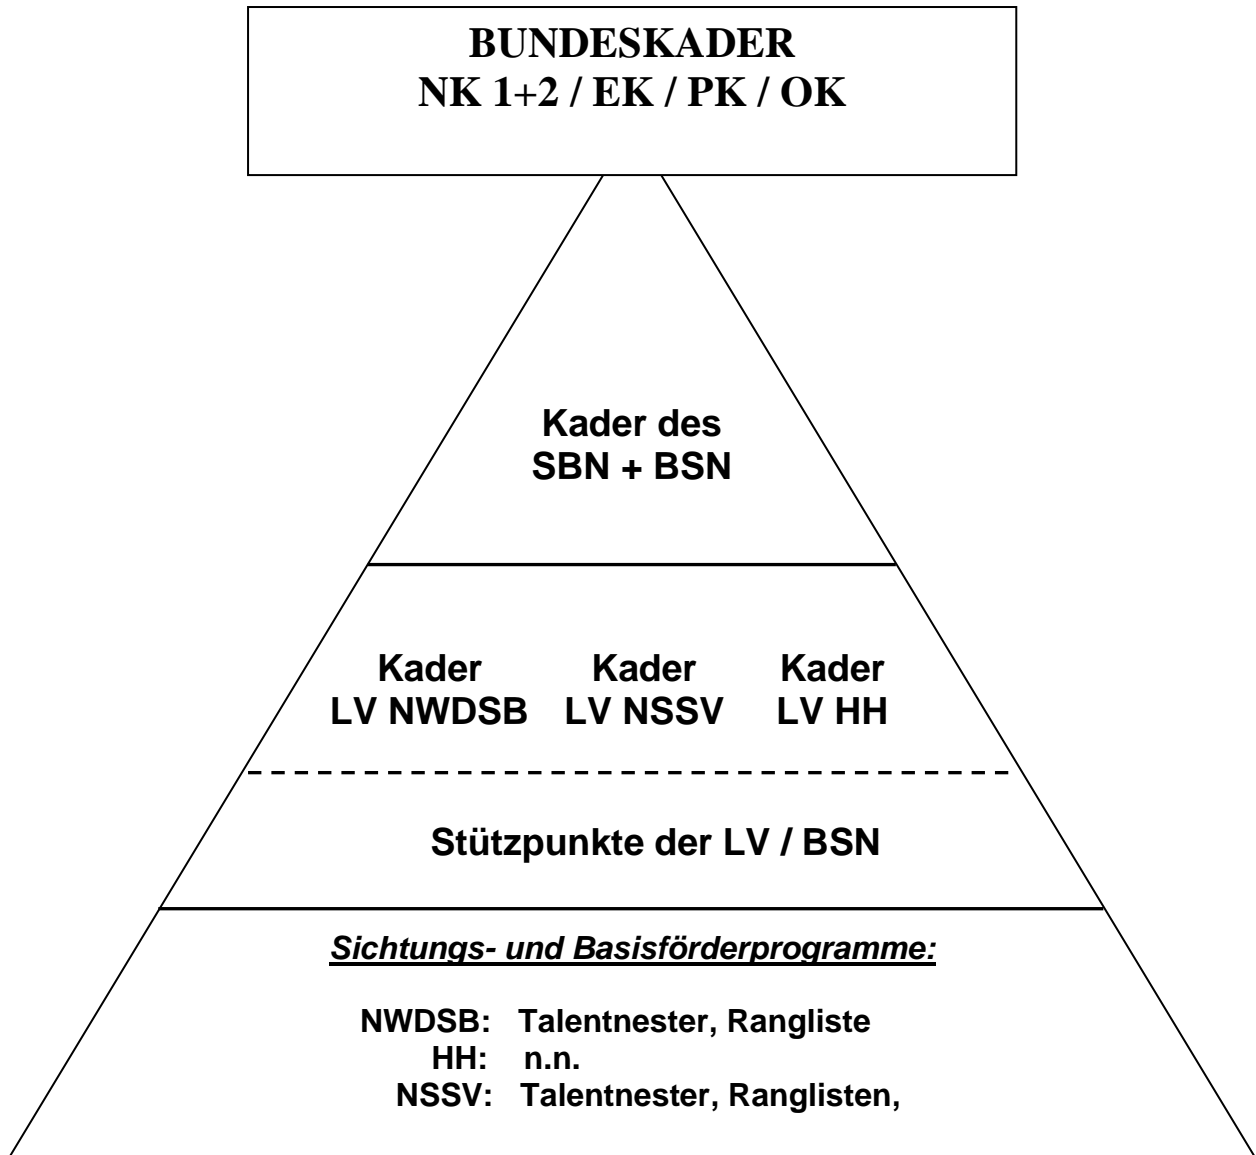 BUNDESKADER
NK 1+2 / EK / PK / OK
Kader des
SBN + BSN
Kader Kader Kader
LV NWDSB LV NSSV LV HH
Stützpunkte der LV / BSN
Sichtungs- und Basisförderprogramme:
NWDSB: Talentnester, Rangliste
HH: n.n.
NSSV: Talentnester, Ranglisten,